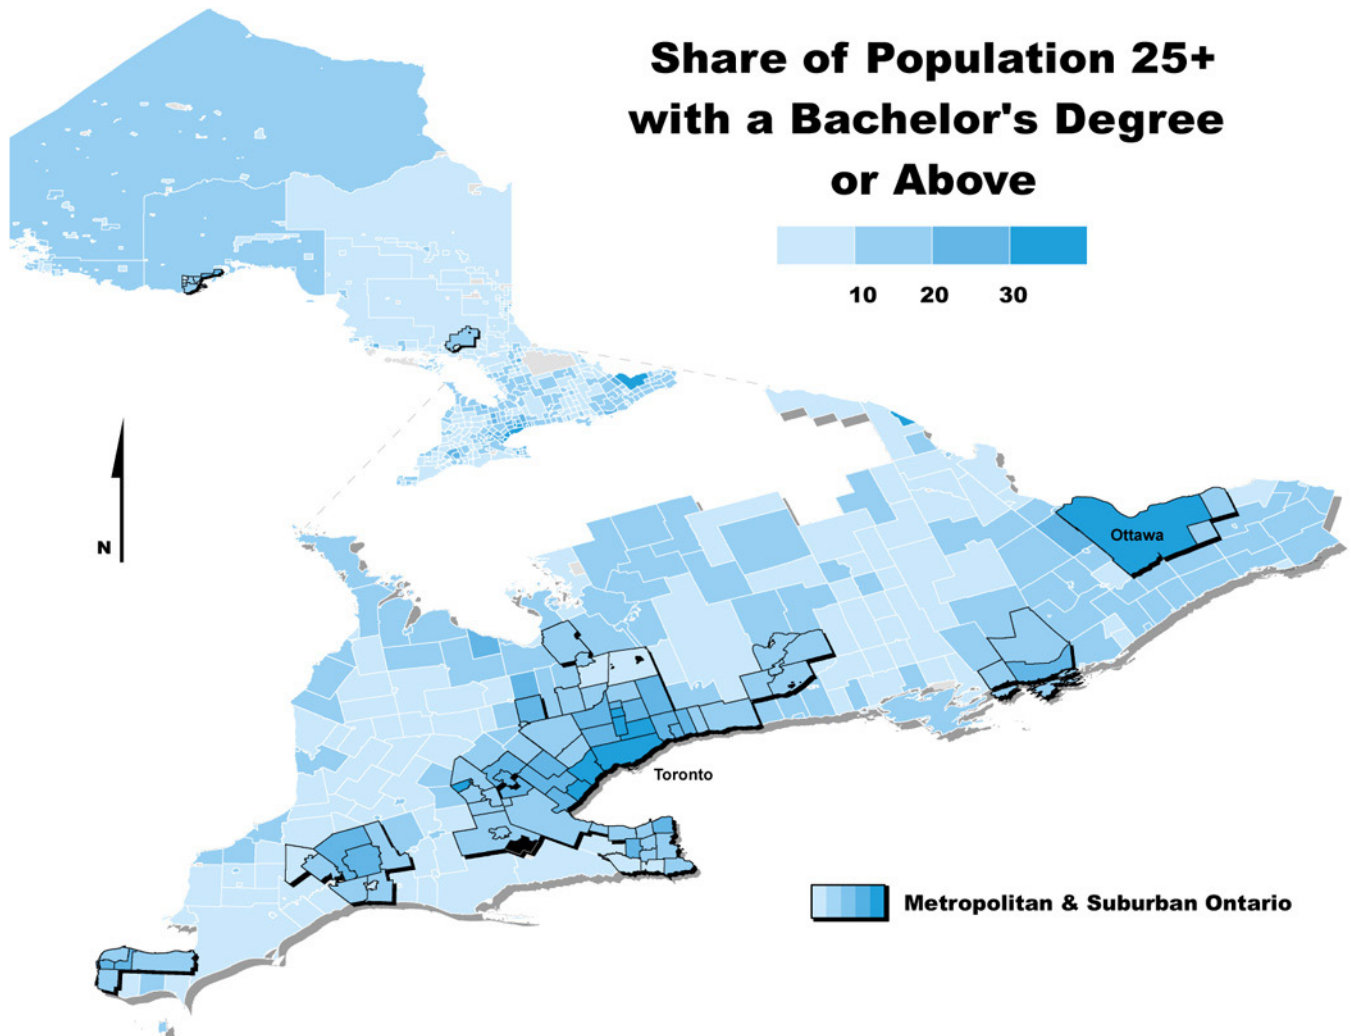 Share of Population 25+
with a Bachelor's Degree
or Above
10 20 30
N
Ottawa
Toronto
Metropolitan & Suburban Ontario